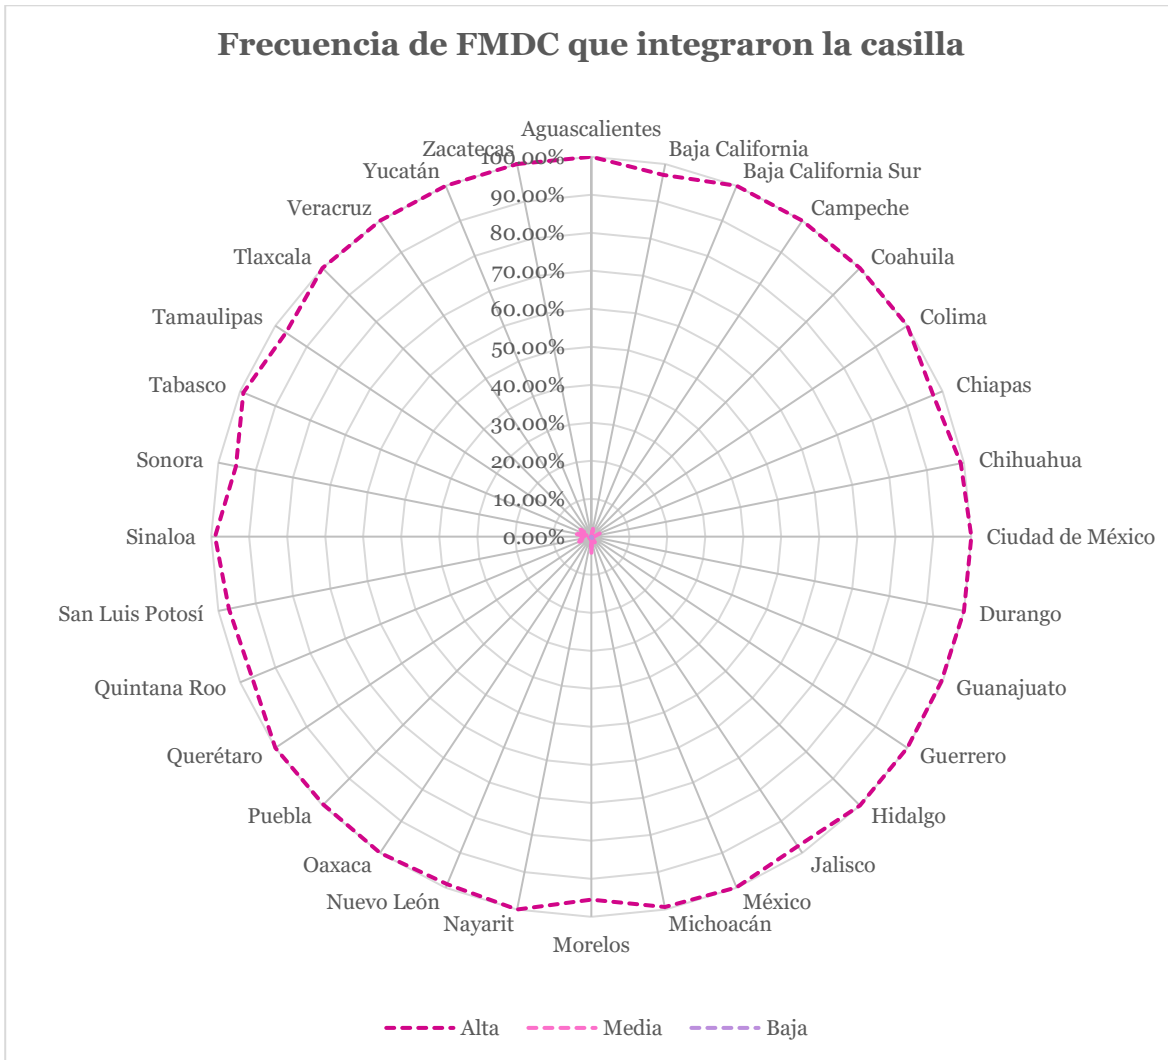 Frecuencia de FMDC que integraron la casilla
Aguascalientes
Baja California
Baja California Sur
Campeche
Coahuila
Colima
Chiapas
Chihuahua
Ciudad de México
Durango
Guanajuato
Guerrero
Hidalgo
Jalisco
México
Michoacán
Morelos
Nayarit
Nuevo León
Oaxaca
Puebla
Querétaro
Quintana Roo
San Luis Potosí
Sinaloa
Sonora
Tabasco
Tamaulipas
Tlaxcala
Veracruz
Yucatán
Zacatecas
100.00%
90.00%
80.00%
70.00%
60.00%
50.00%
40.00%
30.00%
20.00%
10.00%
0.00%
Alta Media Baja